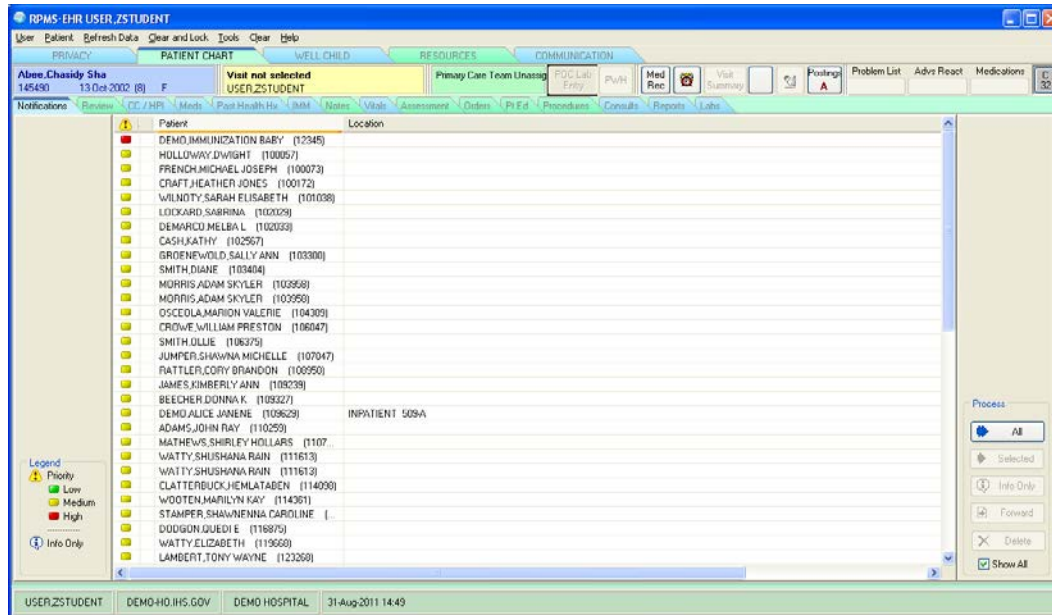 RPMS-EHR USER,ZSTUDENT
User Patient Refresh Data Clear and Lock Tools Clear Help
PRIVACY PATIENT CHART WELL CHILD RESOURCES COMMUNICATION
Abee,Chasidy Sha Visit not selected Primary Care Team Unassig POC Lab Entry PWH Med Rec Visit Summary Postings A Problem List Advs React Medications C 32
145490 13-Oct-2002 (8) F USER,ZSTUDENT
Notifications Review CC / HPI Meds Past Health Hx IMM Notes Vitals Assessment Orders Pt Ed Procedures Consults Reports Labs
Patient Location
DEMO,IMMUNIZATION BABY (12345)
HOLLOWAY,DWIGHT (100057)
FRENCH,MICHAEL JOSEPH (100073)
CRAFT,HEATHER JONES (100172)
WILNOTY,SARAH ELISABETH (101038)
LOCKARD,SABRINA (102029)
DEMARCO,MELBA L (102033)
CASH,KATHY (102567)
GROENEWOLD,SALLY ANN (103300)
SMITH,DIANE (103404)
MORRIS,ADAM SKYLER (103958)
MORRIS,ADAM SKYLER (103958)
OSCEOLA,MARION VALERIE (104309)
CROWE,WILLIAM PRESTON (106047)
SMITH,OLLIE (106375)
JUMPER,SHAWNA MICHELLE (107047)
RATTLER,CORY BRANDON (108950)
JAMES,KIMBERLY ANN (109239)
BEECHER,DONNA K (109327)
DEMO,ALICE JANENE (109629) INPATIENT 509-A
ADAMS,JOHN RAY (110259)
MATHEWS,SHIRLEY HOLLARS (1107...
WATTY,SHUSHANA RAIN (111613)
WATTY,SHUSHANA RAIN (111613)
CLATTERBUCK,HEMLATABEN (114098)
WOOTEN,MARILYN KAY (114361)
STAMPER,SHAWNENNA CAROLINE (...
DODGON,QUEDI E (116875)
WATTY,ELIZABETH (119660)
LAMBERT,TONY WAYNE (123268)
Legend
Priority
Low
Medium
High
Info Only
Process
All
Selected
Info Only
Forward
Delete
Show All
USER,ZSTUDENT DEMO-HO.IHS.GOV DEMO HOSPITAL 31-Aug-2011 14:49